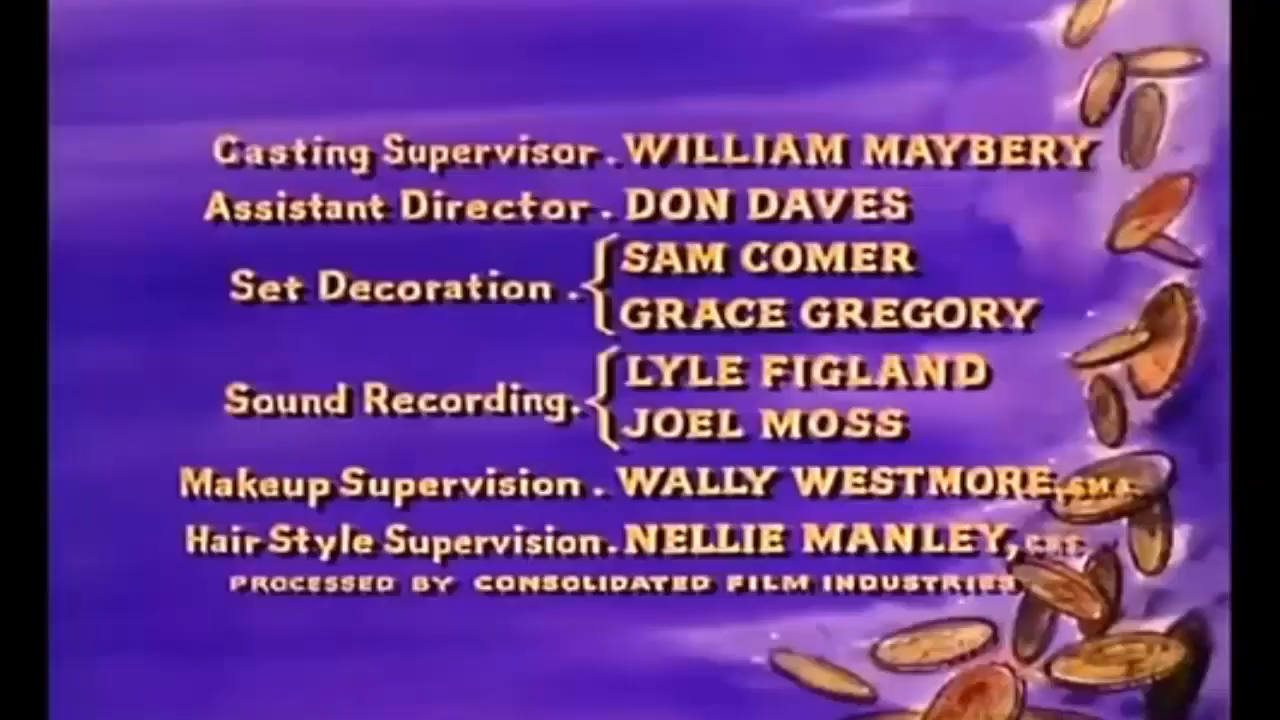 Casting Supervisor . WILLIAM MAYBERY
Assistant Director . DON DAVES
Set Decoration . { SAM COMER
GRACE GREGORY
Sound Recording . { LYLE FIGLAND
JOEL MOSS
Makeup Supervision . WALLY WESTMORE,
Hair Style Supervision . NELLIE MANLEY,
PROCESSED BY CONSOLIDATED FILM INDUSTRIES